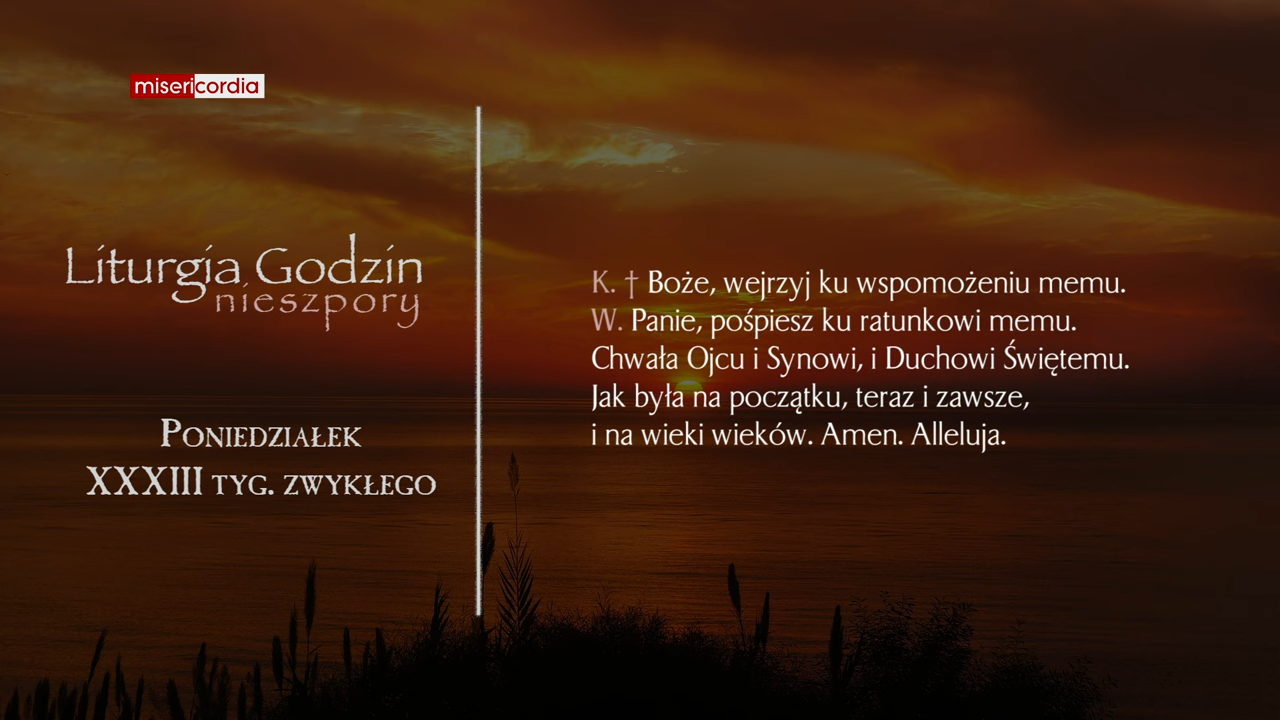 misericordia
Liturgia Godzin
nieszpory
Poniedziałek
XXXIII tyg. zwykłego
K. † Boże, wejrzyj ku wspomożeniu memu.
W. Panie, pośpiesz ku ratunkowi memu.
Chwała Ojcu i Synowi, i Duchowi Świętemu.
Jak była na początku, teraz i zawsze,
i na wieki wieków. Amen. Alleluja.